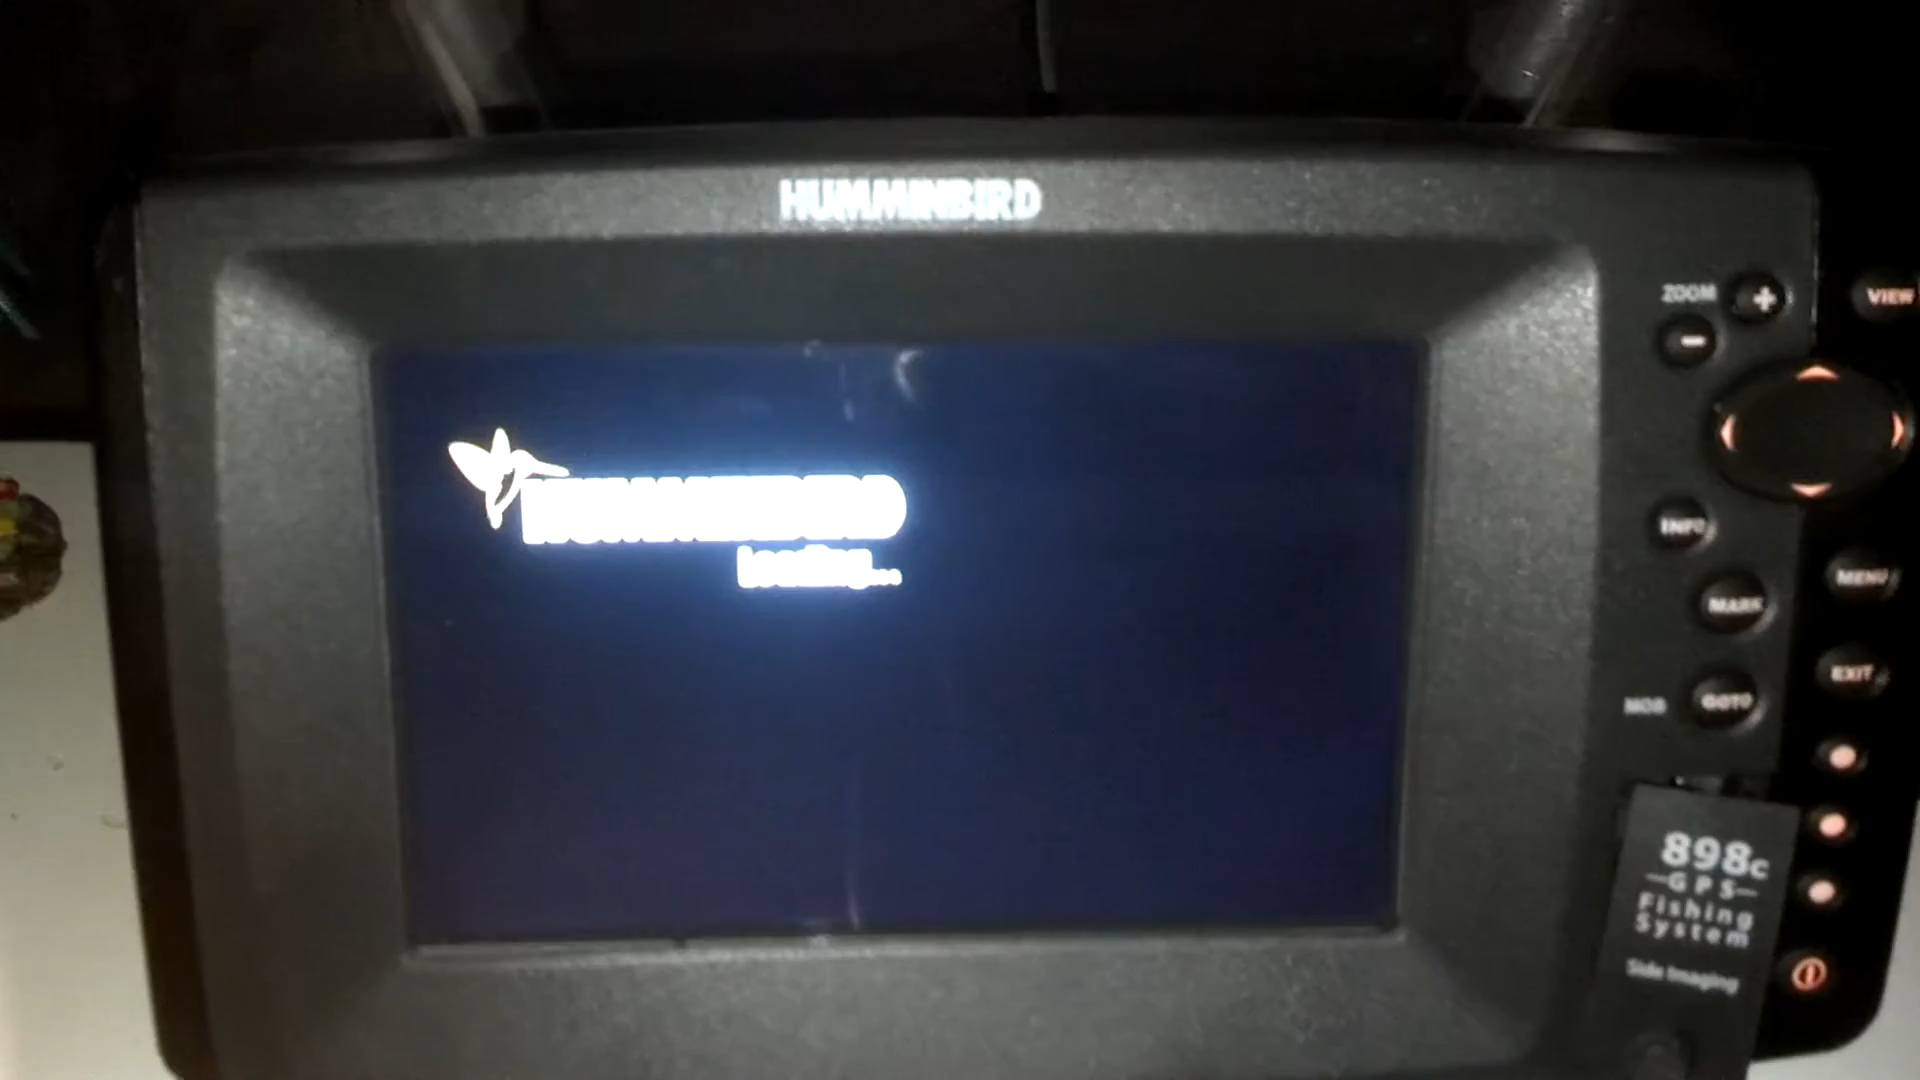 HUMMINBIRD
HUMMINBIRD
Loading...
ZOOM
+
-
VIEW
INFO
MENU
MARK
EXIT
MOB
GOTO
898c
GPS
Fishing
System
Side Imaging